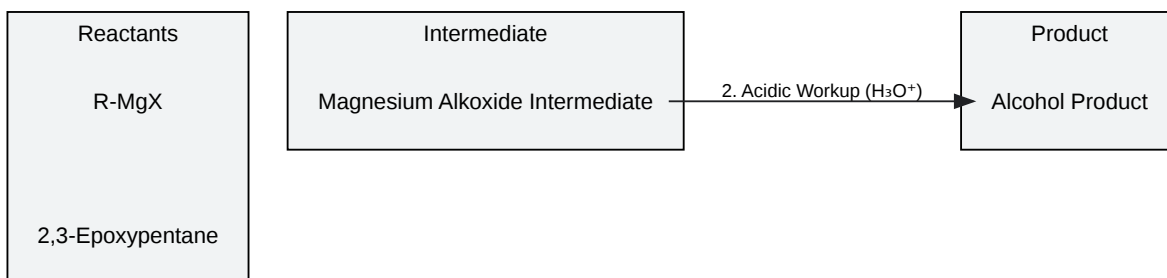 Reactants
R-MgX
2,3-Epoxypentane
Intermediate
Magnesium Alkoxide Intermediate
2. Acidic Workup (H₃O⁺)
Product
Alcohol Product